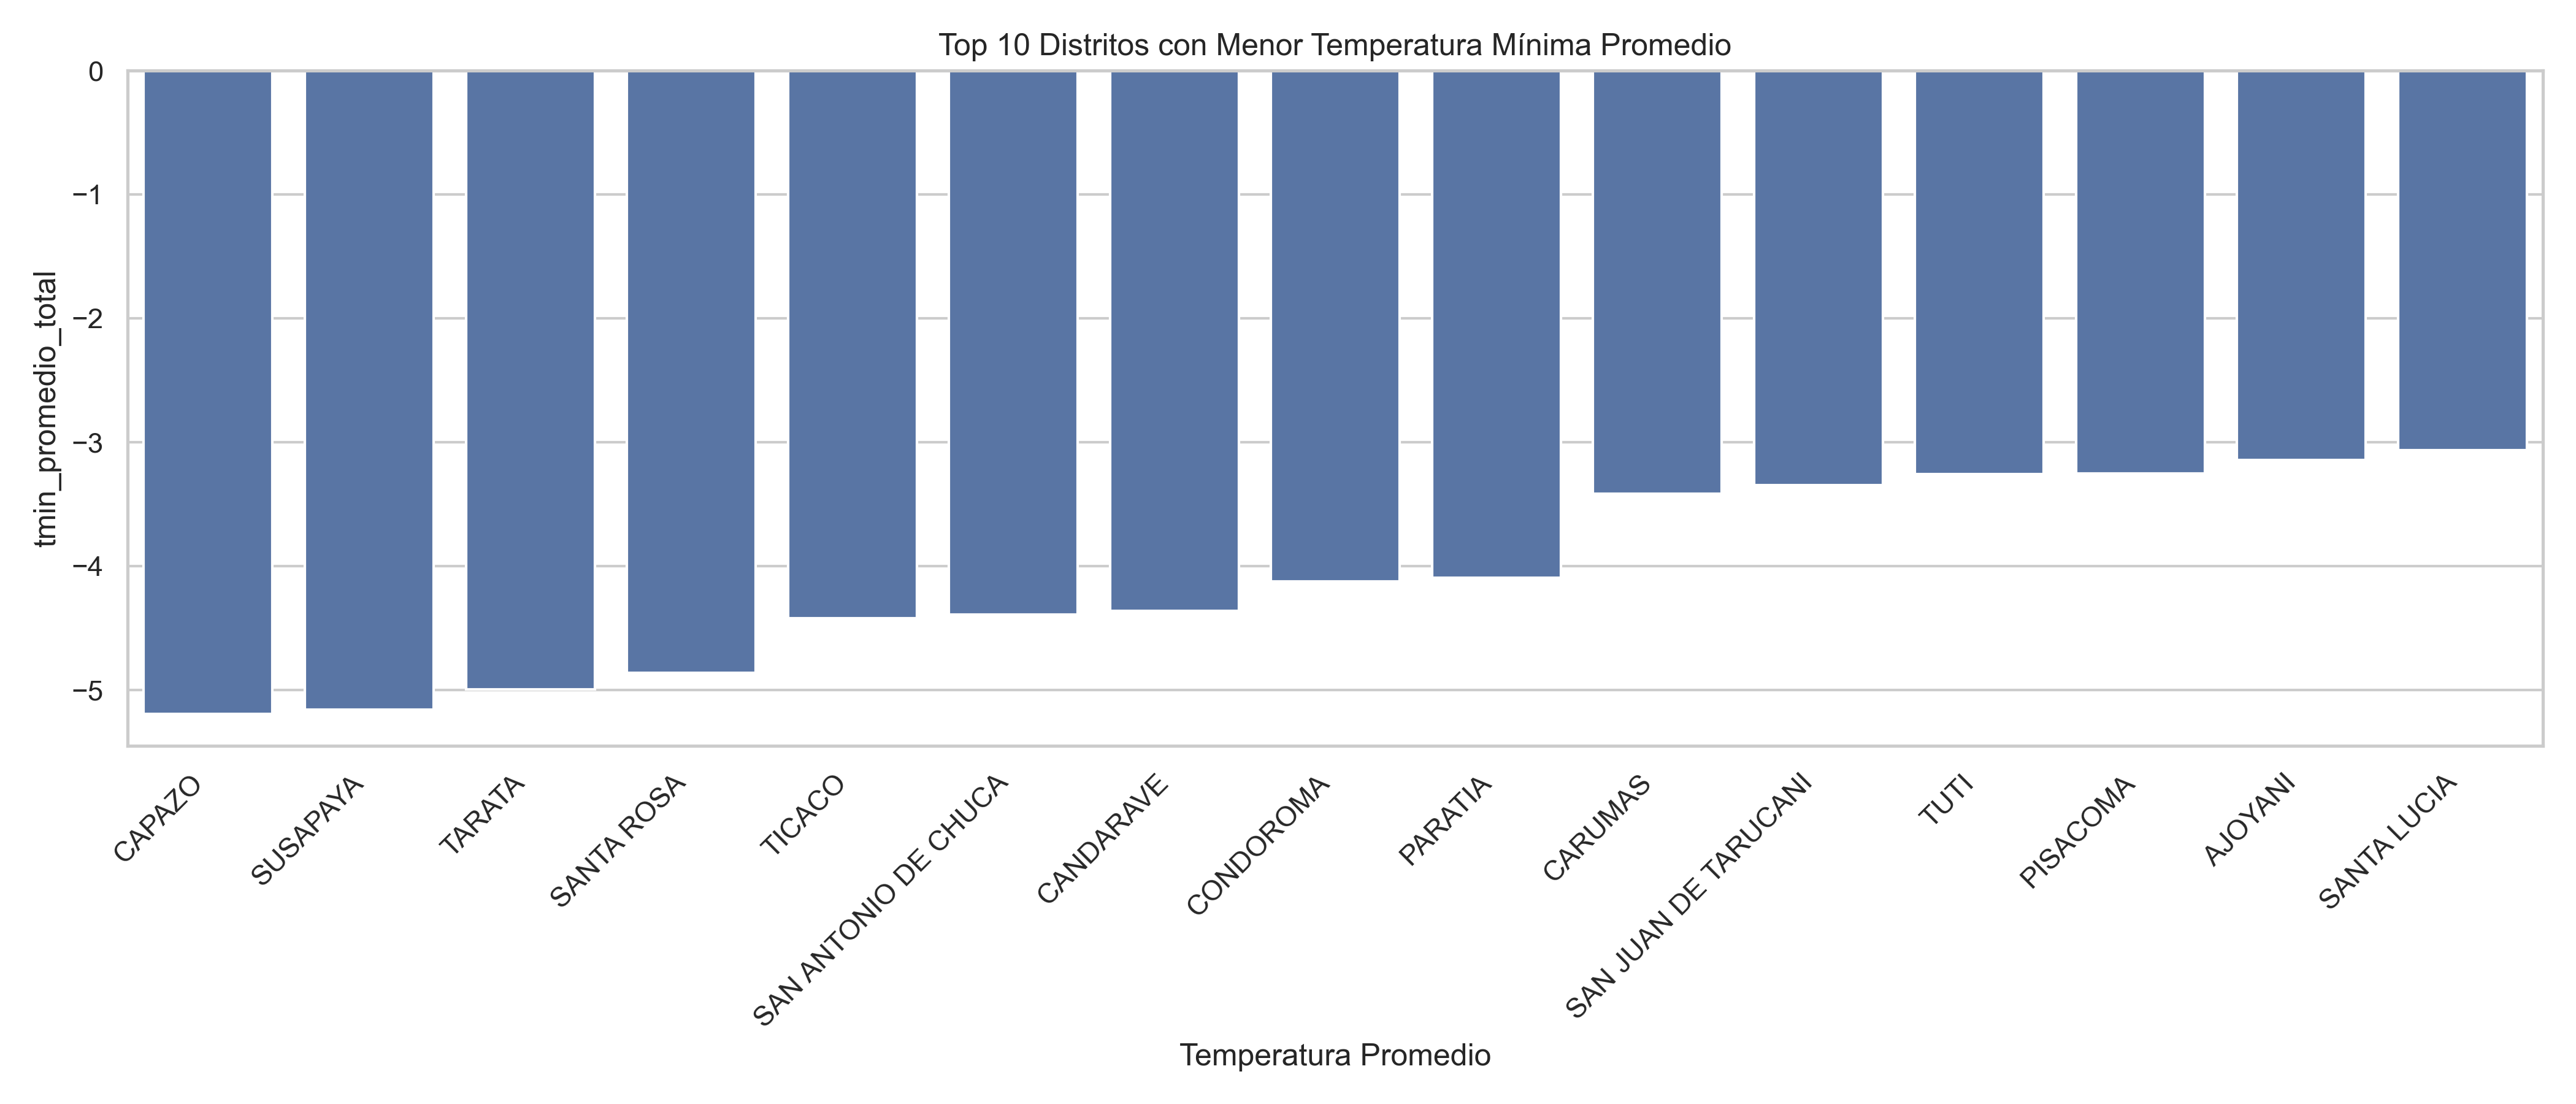 Top 10 Distritos con Menor Temperatura Mínima Promedio
tmin_promedio_total
0
−1
−2
−3
−4
−5
CAPAZO
SUSAPAYA
TARATA
SANTA ROSA
TICACO
SAN ANTONIO DE CHUCA
CANDARAVE
CONDOROMA
PARATIA
CARUMAS
SAN JUAN DE TARUCANI
TUTI
PISACOMA
AJOYANI
SANTA LUCIA
Temperatura Promedio